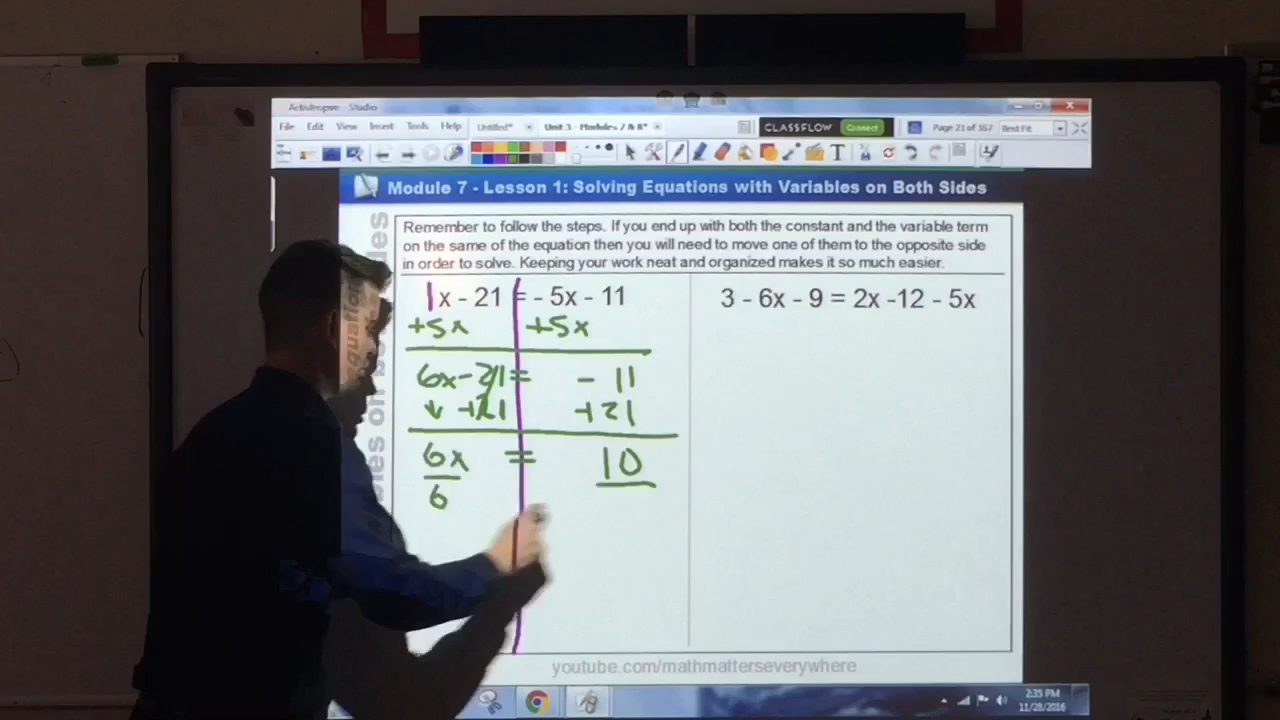 ActivInspire Studio
File Edit View Insert Tools Help Untitled* Unit 3 - Modules 7 & 8* CLASSFLOW Connect Page 21 of 167 Best Fit
Module 7 - Lesson 1: Solving Equations with Variables on Both Sides
Remember to follow the steps. If you end up with both the constant and the variable term
on the same of the equation then you will need to move one of them to the opposite side
in order to solve. Keeping your work neat and organized makes it so much easier.
1x - 21 = - 5x - 11
+5x +5x
6x - 21 = - 11
↓ +21 +21
6x = 10
6
3 - 6x - 9 = 2x -12 - 5x
youtube.com/mathmatterseverywhere
2:35 PM
11/28/2016